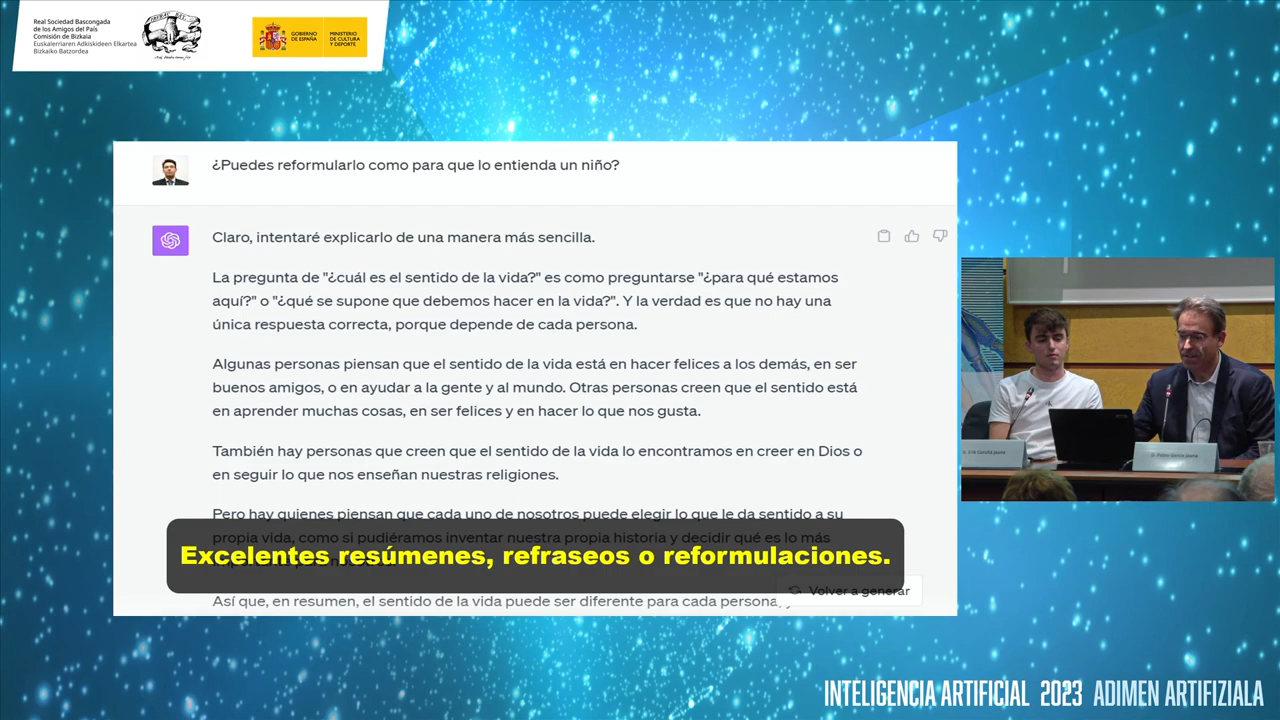 Real Sociedad Bascongada
de los Amigos del País
Comisión de Bizkaia
Euskalerriaren Adkiskideen Elkartea
Bizkaiko Batzordea
GOBIERNO
DE ESPAÑA
MINISTERIO
DE CULTURA
Y DEPORTE
¿Puedes reformularlo como para que lo entienda un niño?
Claro, intentaré explicarlo de una manera más sencilla.
La pregunta de "¿cuál es el sentido de la vida?" es como preguntarse "¿para qué estamos
aquí?" o "¿qué se supone que debemos hacer en la vida?". Y la verdad es que no hay una
única respuesta correcta, porque depende de cada persona.
Algunas personas piensan que el sentido de la vida está en hacer felices a los demás, en ser
buenos amigos, o en ayudar a la gente y al mundo. Otras personas creen que el sentido está
en aprender muchas cosas, en ser felices y en hacer lo que nos gusta.
También hay personas que creen que el sentido de la vida lo encontramos en creer en Dios o
en seguir lo que nos enseñan nuestras religiones.
Pero hay quienes piensan que cada uno de nosotros puede elegir lo que le da sentido a su
propia vida, como si pudiéramos inventar nuestra propia historia y decidir qué es lo más
Excelentes resúmenes, refraseos o reformulaciones.
Volver a generar
Así que, en resumen, el sentido de la vida puede ser diferente para cada persona, y
INTELIGENCIA ARTIFICIAL 2023 ADIMEN ARTIFIZIALA